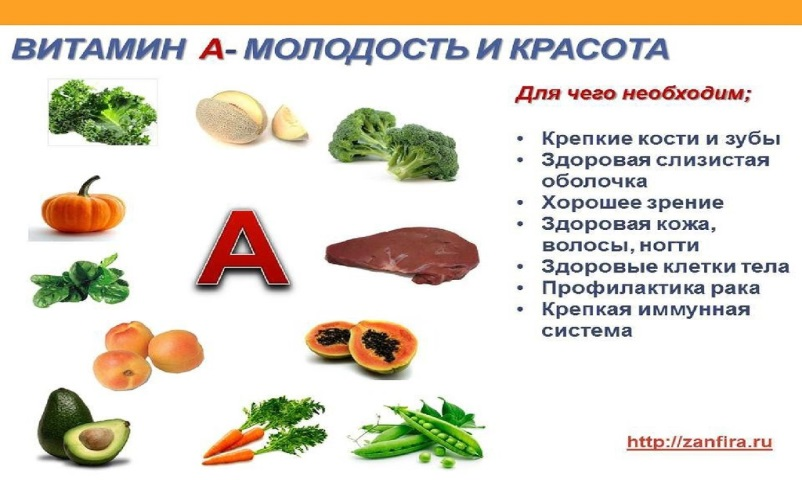 ВИТАМИН А- МОЛОДОСТЬ И КРАСОТА
А
Для чего необходим;
• Крепкие кости и зубы
• Здоровая слизистая
оболочка
• Хорошее зрение
• Здоровая кожа,
волосы, ногти
• Здоровые клетки тела
• Профилактика рака
• Крепкая иммунная
система
http://zanfira.ru